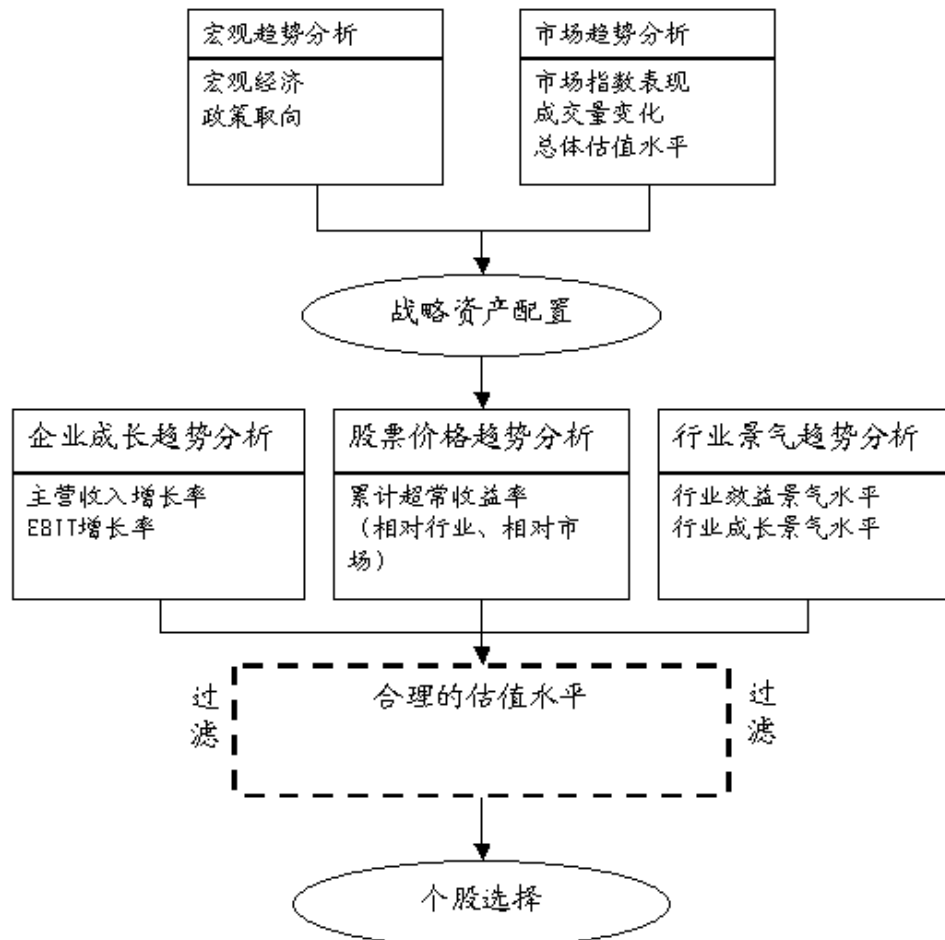 宏观趋势分析
宏观经济
政策取向
市场趋势分析
市场指数表现
成交量变化
总体估值水平
战略资产配置
企业成长趋势分析
主营收入增长率
EBIT增长率
股票价格趋势分析
累计超常收益率
（相对行业、相对市
场）
行业景气趋势分析
行业效益景气水平
行业成长景气水平
过滤
合理的估值水平
过滤
个股选择